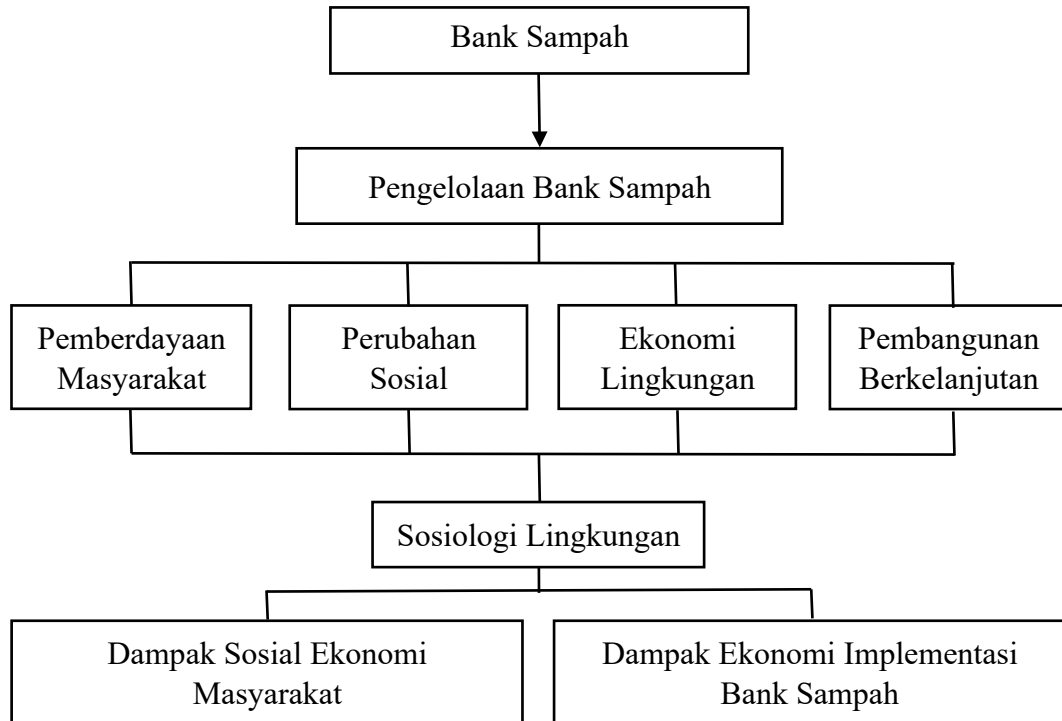 Bank Sampah
Pengelolaan Bank Sampah
Pemberdayaan
Masyarakat
Perubahan
Sosial
Ekonomi
Lingkungan
Pembangunan
Berkelanjutan
Sosiologi Lingkungan
Dampak Sosial Ekonomi
Masyarakat
Dampak Ekonomi Implementasi
Bank Sampah